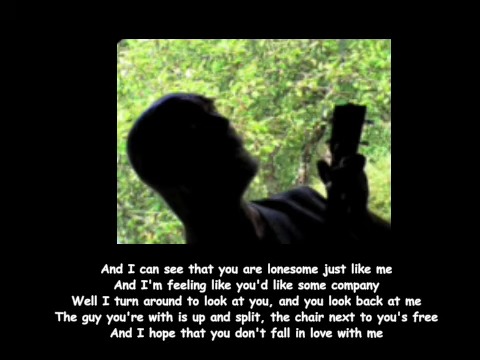 And I can see that you are lonesome just like me
And I'm feeling like you'd like some company
Well I turn around to look at you, and you look back at me
The guy you're with is up and split, the chair next to you's free
And I hope that you don't fall in love with me